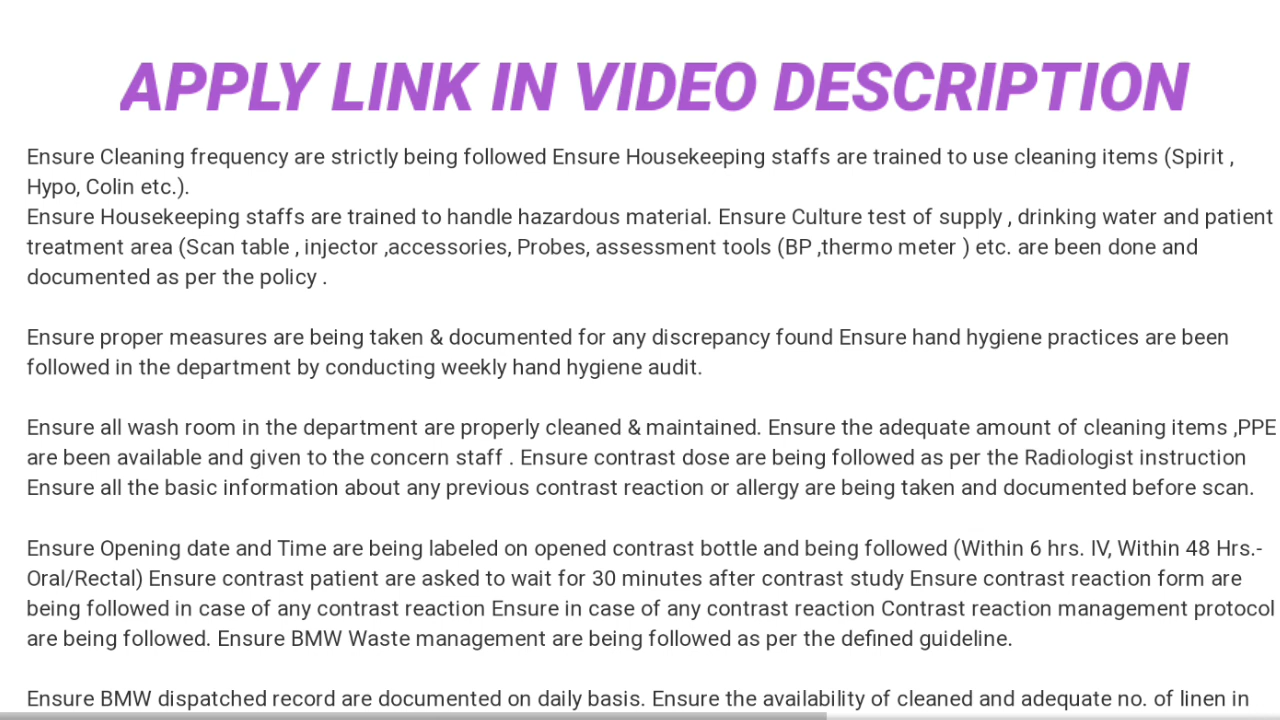 APPLY LINK IN VIDEO DESCRIPTION
Ensure Cleaning frequency are strictly being followed Ensure Housekeeping staffs are trained to use cleaning items (Spirit ,
Hypo, Colin etc.).
Ensure Housekeeping staffs are trained to handle hazardous material. Ensure Culture test of supply , drinking water and patient
treatment area (Scan table , injector ,accessories, Probes, assessment tools (BP ,thermo meter ) etc. are been done and
documented as per the policy .
Ensure proper measures are being taken & documented for any discrepancy found Ensure hand hygiene practices are been
followed in the department by conducting weekly hand hygiene audit.
Ensure all wash room in the department are properly cleaned & maintained. Ensure the adequate amount of cleaning items ,PPE
are been available and given to the concern staff . Ensure contrast dose are being followed as per the Radiologist instruction
Ensure all the basic information about any previous contrast reaction or allergy are being taken and documented before scan.
Ensure Opening date and Time are being labeled on opened contrast bottle and being followed (Within 6 hrs. IV, Within 48 Hrs.-
Oral/Rectal) Ensure contrast patient are asked to wait for 30 minutes after contrast study Ensure contrast reaction form are
being followed in case of any contrast reaction Ensure in case of any contrast reaction Contrast reaction management protocol
are being followed. Ensure BMW Waste management are being followed as per the defined guideline.
Ensure BMW dispatched record are documented on daily basis. Ensure the availability of cleaned and adequate no. of linen in